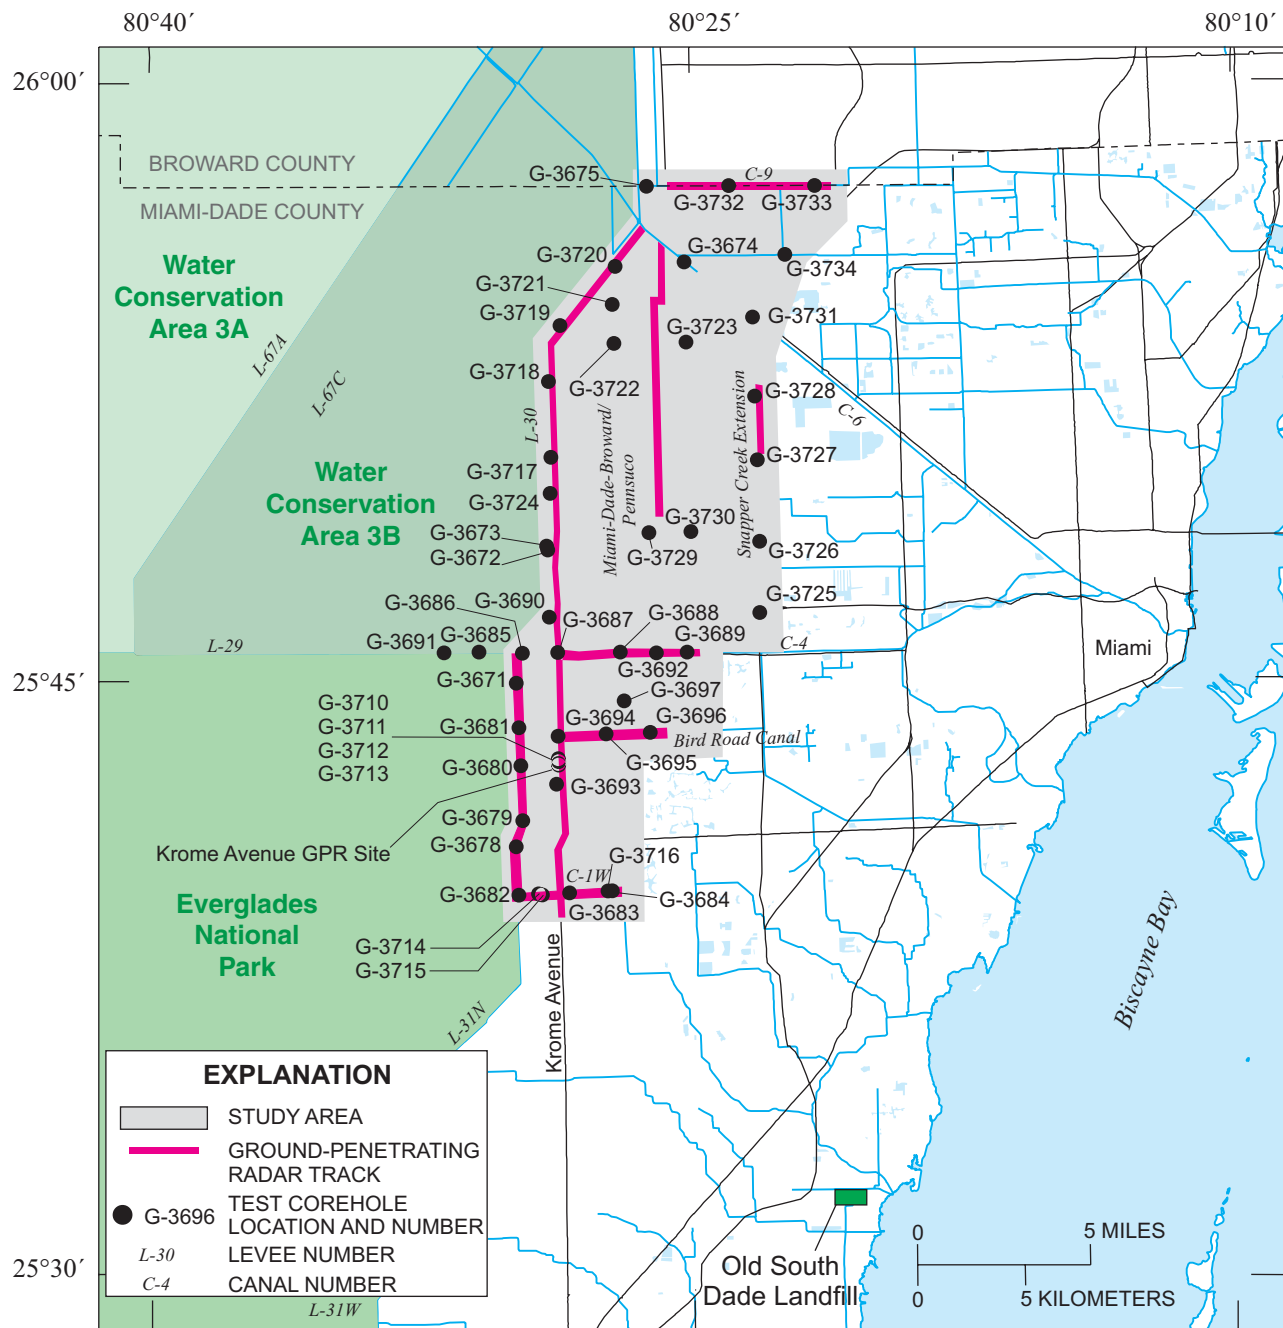 80°40´
80°25´
80°10´
26°00´
BROWARD COUNTY
MIAMI-DADE COUNTY
G-3675
C-9
G-3732
G-3733
Water
Conservation
Area 3A
G-3720
G-3674
G-3734
G-3721
G-3719
G-3723
G-3731
L-67A
L-67C
G-3718
G-3722
G-3728
C-6
L-30
Miami-Dade-Broward/
Pennsuco
Snapper Creek Extension
G-3727
Water
Conservation
Area 3B
G-3717
G-3724
G-3673
G-3672
G-3730
G-3729
G-3726
G-3725
G-3686
G-3690
G-3687
G-3688
G-3691
G-3685
G-3689
L-29
C-4
Miami
G-3692
25°45´
G-3671
G-3697
G-3710
G-3711
G-3712
G-3713
G-3681
G-3694
G-3696
Bird Road Canal
G-3680
G-3695
G-3693
G-3679
G-3678
Krome Avenue GPR Site
G-3716
C-1W
G-3682
G-3684
G-3683
Everglades
National
Park
G-3714
G-3715
Krome Avenue
Biscayne Bay
L-31N
EXPLANATION
STUDY AREA
GROUND-PENETRATING
RADAR TRACK
G-3696
TEST COREHOLE
LOCATION AND NUMBER
L-30
LEVEE NUMBER
C-4
CANAL NUMBER
L-31W
25°30´
Old South
Dade Landfill
0
5 MILES
0
5 KILOMETERS